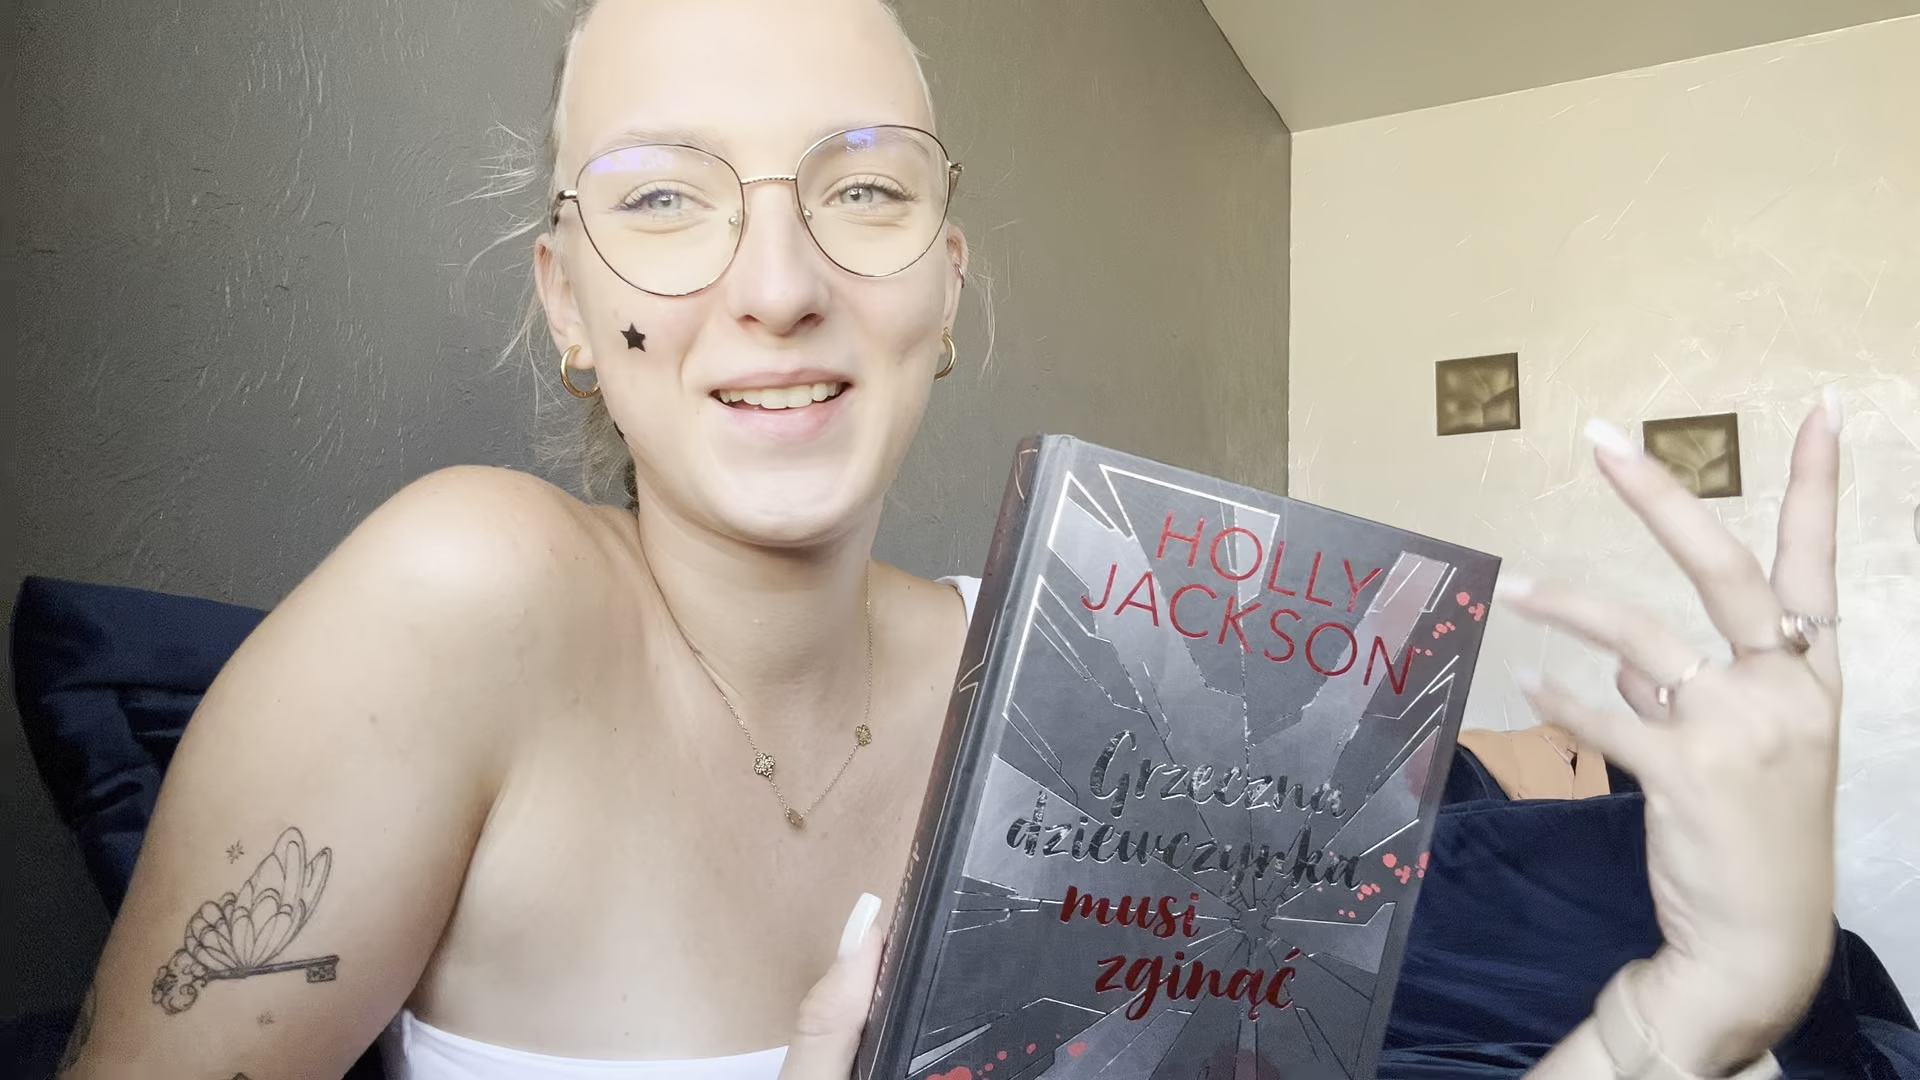 HOLLY
JACKSON
Grzeczna
dziewczynka
musi
zginąć